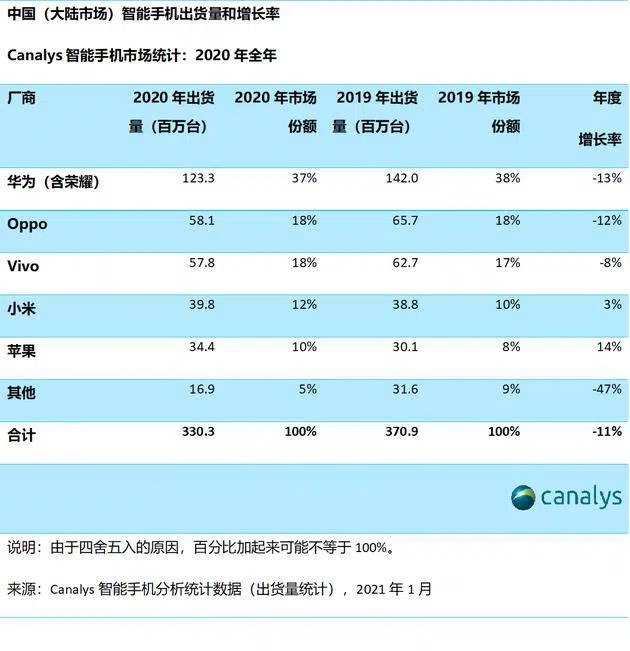 中国（大陆市场）智能手机出货量和增长率
Canalys 智能手机市场统计：2020 年全年
厂商 2020 年出货量（百万台） 2020 年市场份额 2019 年出货量（百万台） 2019 年市场份额 年度增长率
华为（含荣耀） 123.3 37% 142.0 38% -13%
Oppo 58.1 18% 65.7 18% -12%
Vivo 57.8 18% 62.7 17% -8%
小米 39.8 12% 38.8 10% 3%
苹果 34.4 10% 30.1 8% 14%
其他 16.9 5% 31.6 9% -47%
合计 330.3 100% 370.9 100% -11%
canalys
说明：由于四舍五入的原因，百分比加起来可能不等于 100%。
来源：Canalys 智能手机分析统计数据（出货量统计），2021 年 1 月